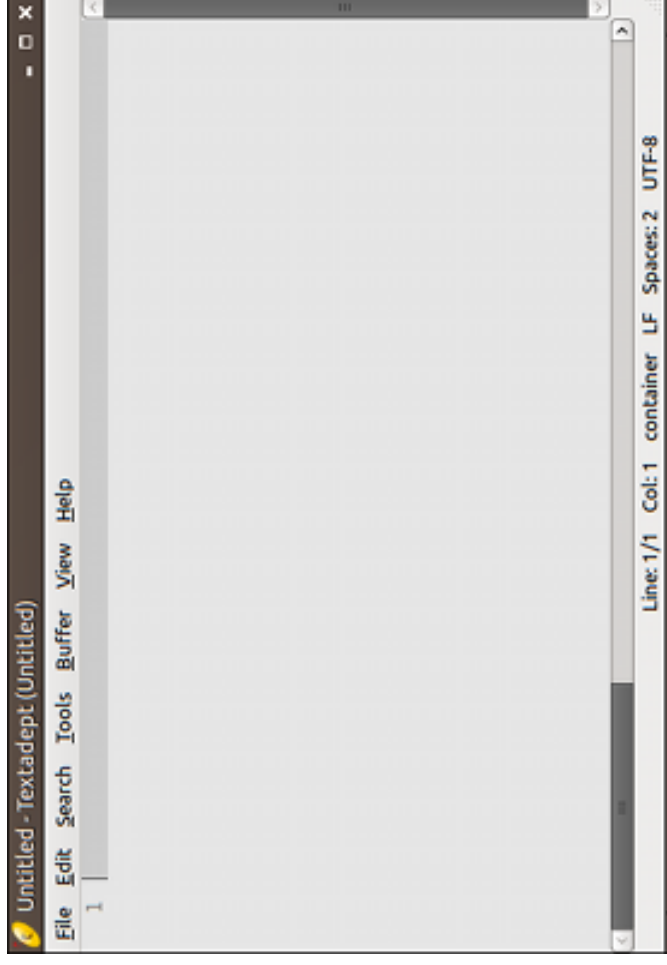 Untitled - Textadept (Untitled)
File Edit Search Tools Buffer View Help
1
Line: 1/1 Col: 1 container LF Spaces: 2 UTF-8